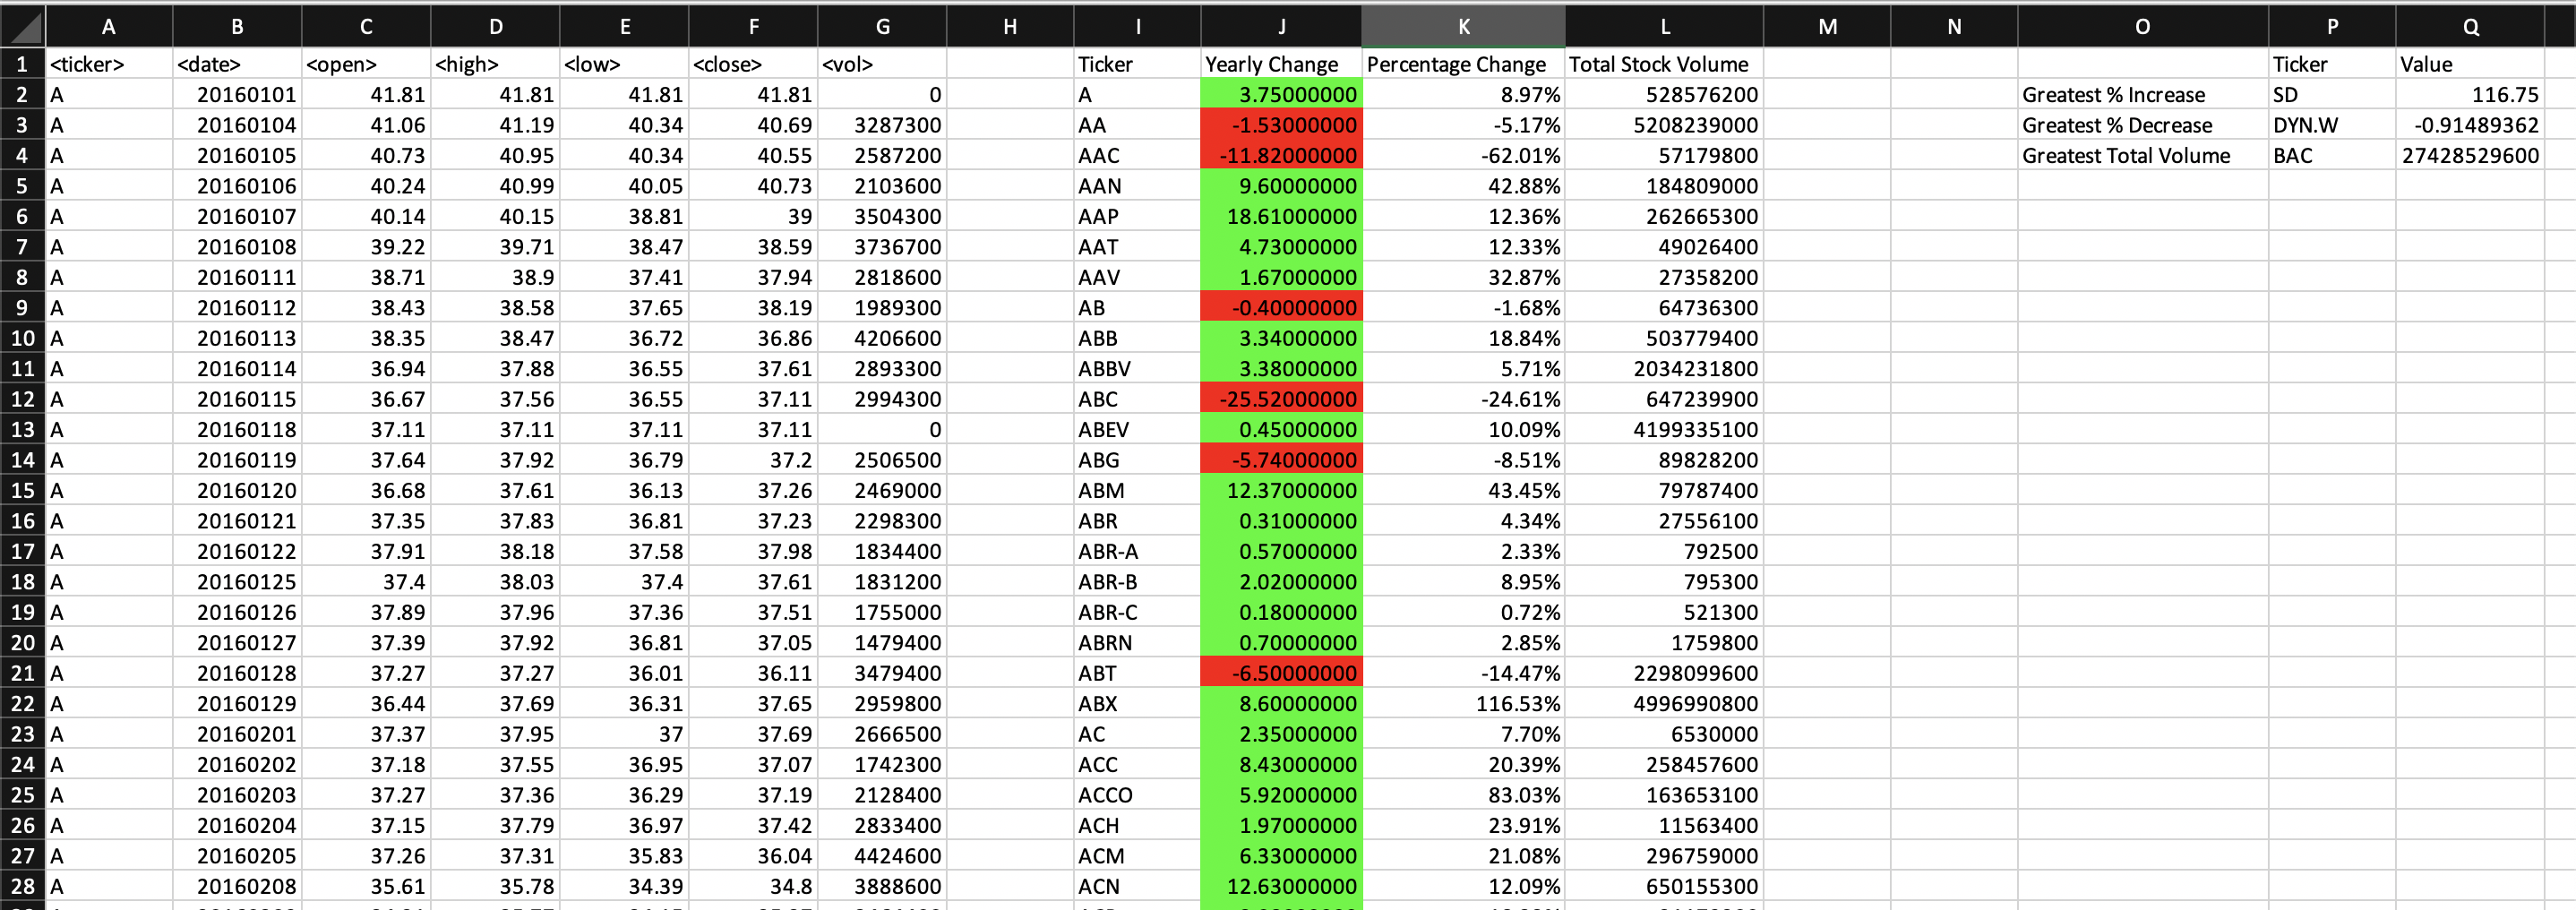 A B C D E F G H I J K L M N O P Q
1 <ticker> <date> <open> <high> <low> <close> <vol> Ticker Yearly Change Percentage Change Total Stock Volume Ticker Value
2 A 20160101 41.81 41.81 41.81 41.81 0 A 3.75000000 8.97% 528576200 Greatest % Increase SD 116.75
3 A 20160104 41.06 41.19 40.34 40.69 3287300 AA -1.53000000 -5.17% 5208239000 Greatest % Decrease DYN.W -0.91489362
4 A 20160105 40.73 40.95 40.34 40.55 2587200 AAC -11.82000000 -62.01% 57179800 Greatest Total Volume BAC 27428529600
5 A 20160106 40.24 40.99 40.05 40.73 2103600 AAN 9.60000000 42.88% 184809000
6 A 20160107 40.14 40.15 38.81 39 3504300 AAP 18.61000000 12.36% 262665300
7 A 20160108 39.22 39.71 38.47 38.59 3736700 AAT 4.73000000 12.33% 49026400
8 A 20160111 38.71 38.9 37.41 37.94 2818600 AAV 1.67000000 32.87% 27358200
9 A 20160112 38.43 38.58 37.65 38.19 1989300 AB -0.40000000 -1.68% 64736300
10 A 20160113 38.35 38.47 36.72 36.86 4206600 ABB 3.34000000 18.84% 503779400
11 A 20160114 36.94 37.88 36.55 37.61 2893300 ABBV 3.38000000 5.71% 2034231800
12 A 20160115 36.67 37.56 36.55 37.11 2994300 ABC -25.52000000 -24.61% 647239900
13 A 20160118 37.11 37.11 37.11 37.11 0 ABEV 0.45000000 10.09% 4199335100
14 A 20160119 37.64 37.92 36.79 37.2 2506500 ABG -5.74000000 -8.51% 89828200
15 A 20160120 36.68 37.61 36.13 37.26 2469000 ABM 12.37000000 43.45% 79787400
16 A 20160121 37.35 37.83 36.81 37.23 2298300 ABR 0.31000000 4.34% 27556100
17 A 20160122 37.91 38.18 37.58 37.98 1834400 ABR-A 0.57000000 2.33% 792500
18 A 20160125 37.4 38.03 37.4 37.61 1831200 ABR-B 2.02000000 8.95% 795300
19 A 20160126 37.89 37.96 37.36 37.51 1755000 ABR-C 0.18000000 0.72% 521300
20 A 20160127 37.39 37.92 36.81 37.05 1479400 ABRN 0.70000000 2.85% 1759800
21 A 20160128 37.27 37.27 36.01 36.11 3479400 ABT -6.50000000 -14.47% 2298099600
22 A 20160129 36.44 37.69 36.31 37.65 2959800 ABX 8.60000000 116.53% 4996990800
23 A 20160201 37.37 37.95 37 37.69 2666500 AC 2.35000000 7.70% 6530000
24 A 20160202 37.18 37.55 36.95 37.07 1742300 ACC 8.43000000 20.39% 258457600
25 A 20160203 37.27 37.36 36.29 37.19 2128400 ACCO 5.92000000 83.03% 163653100
26 A 20160204 37.15 37.79 36.97 37.42 2833400 ACH 1.97000000 23.91% 11563400
27 A 20160205 37.26 37.31 35.83 36.04 4424600 ACM 6.33000000 21.08% 296759000
28 A 20160208 35.61 35.78 34.39 34.8 3888600 ACN 12.63000000 12.09% 650155300